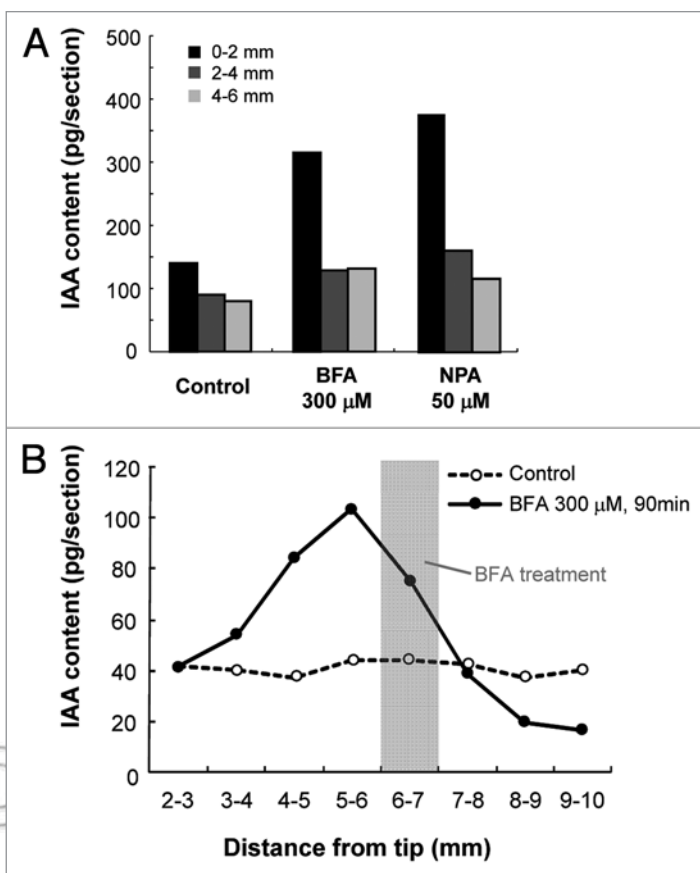 A
IAA content (pg/section)
500
400
300
200
100
0
0-2 mm
2-4 mm
4-6 mm
Control
BFA
300 μM
NPA
50 μM
B
IAA content (pg/section)
120
100
80
60
40
20
0
Control
BFA 300 μM, 90min
BFA treatment
2-3 3-4 4-5 5-6 6-7 7-8 8-9 9-10
Distance from tip (mm)